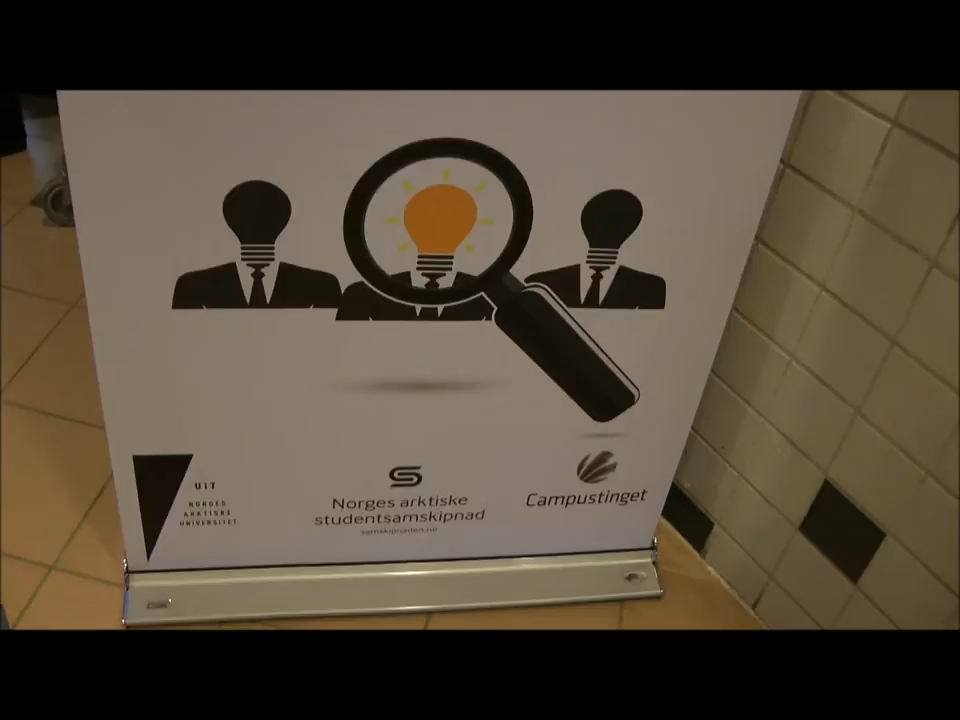 UIT
NORGES
ARKTISKE
UNIVERSITET
Norges arktiske
studentsamskipnad
samskipnaden.no
Campustinget